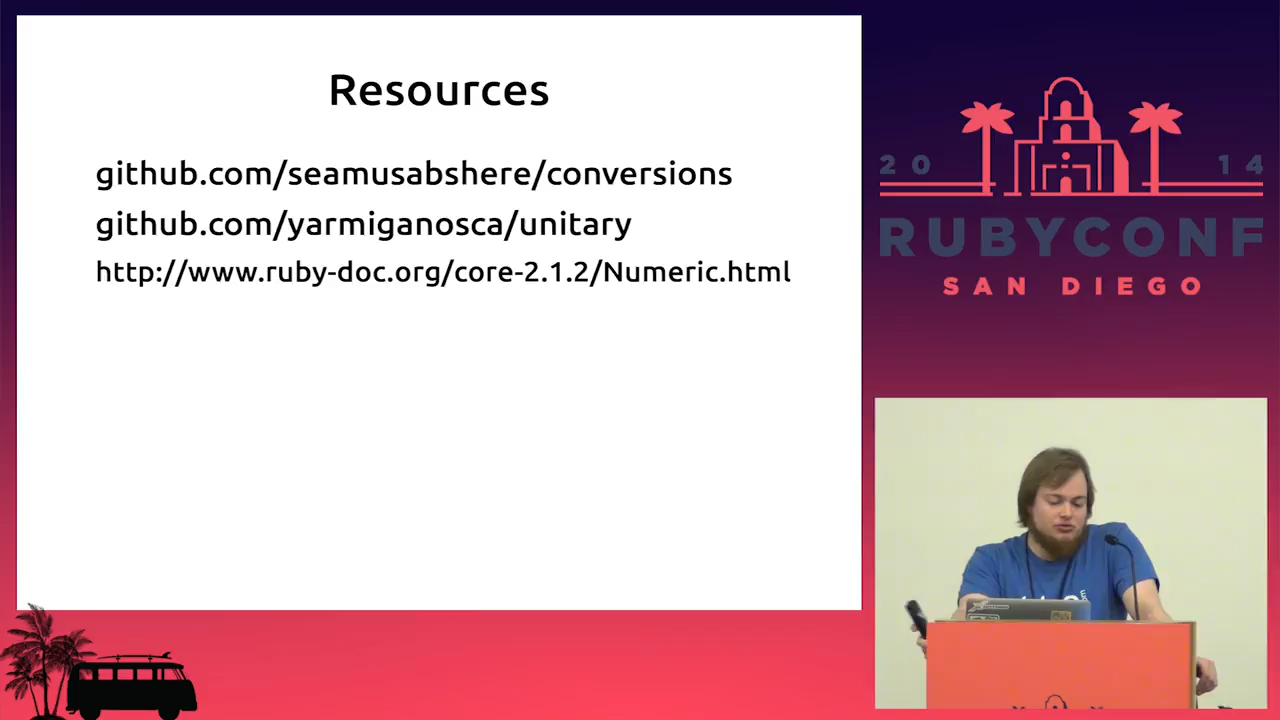 Resources
github.com/seamusabshere/conversions
github.com/yarmiganosca/unitary
http://www.ruby-doc.org/core-2.1.2/Numeric.html
20 14
RUBYCONF
SAN DIEGO